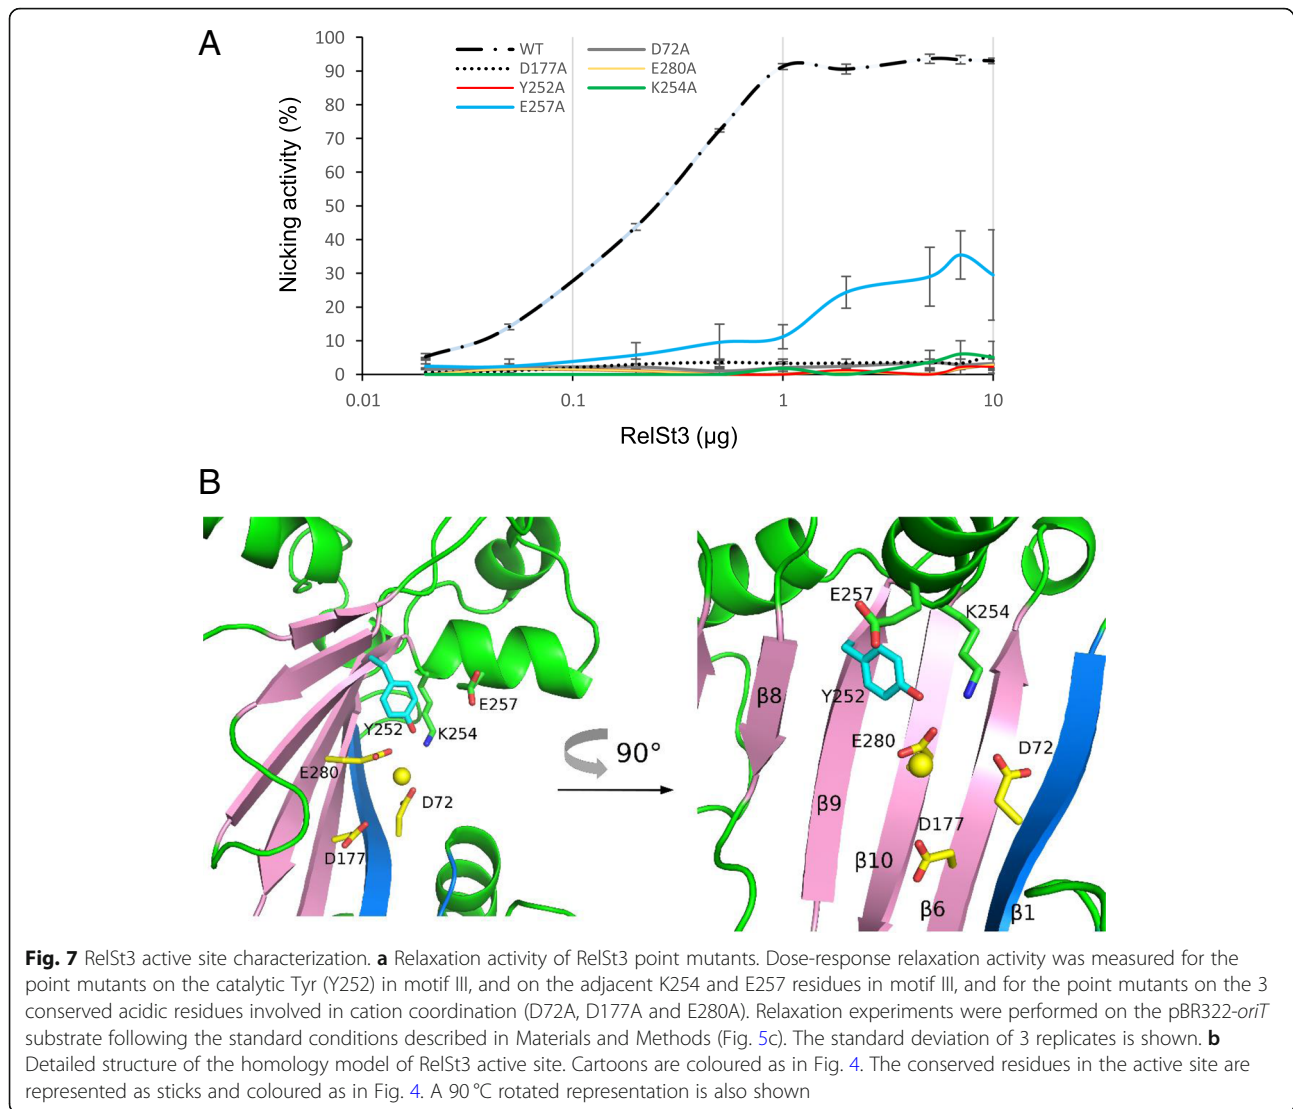 A
100
90
80
70
60
50
40
30
20
10
0
Nicking activity (%)
WT
D72A
D177A
E280A
Y252A
K254A
E257A
0.01
0.1
1
10
RelSt3 (µg)
B
Y252
K254
E257
E280
D72
D177
90°
E257
K254
Y252
β8
E280
D72
β9
D177
β10
β6
β1
Fig. 7 RelSt3 active site characterization. a Relaxation activity of RelSt3 point mutants. Dose-response relaxation activity was measured for the
point mutants on the catalytic Tyr (Y252) in motif III, and on the adjacent K254 and E257 residues in motif III, and for the point mutants on the 3
conserved acidic residues involved in cation coordination (D72A, D177A and E280A). Relaxation experiments were performed on the pBR322-oriT
substrate following the standard conditions described in Materials and Methods (Fig. 5c). The standard deviation of 3 replicates is shown. b
Detailed structure of the homology model of RelSt3 active site. Cartoons are coloured as in Fig. 4. The conserved residues in the active site are
represented as sticks and coloured as in Fig. 4. A 90 °C rotated representation is also shown